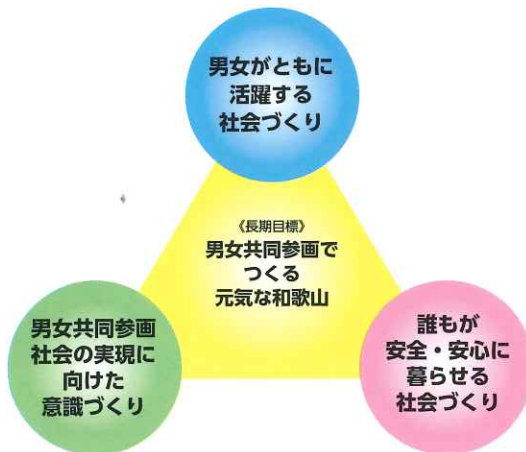 男女がともに
活躍する
社会づくり
《長期目標》
男女共同参画で
つくる
元気な和歌山
男女共同参画
社会の実現に
向けた
意識づくり
誰もが
安全・安心に
暮らせる
社会づくり